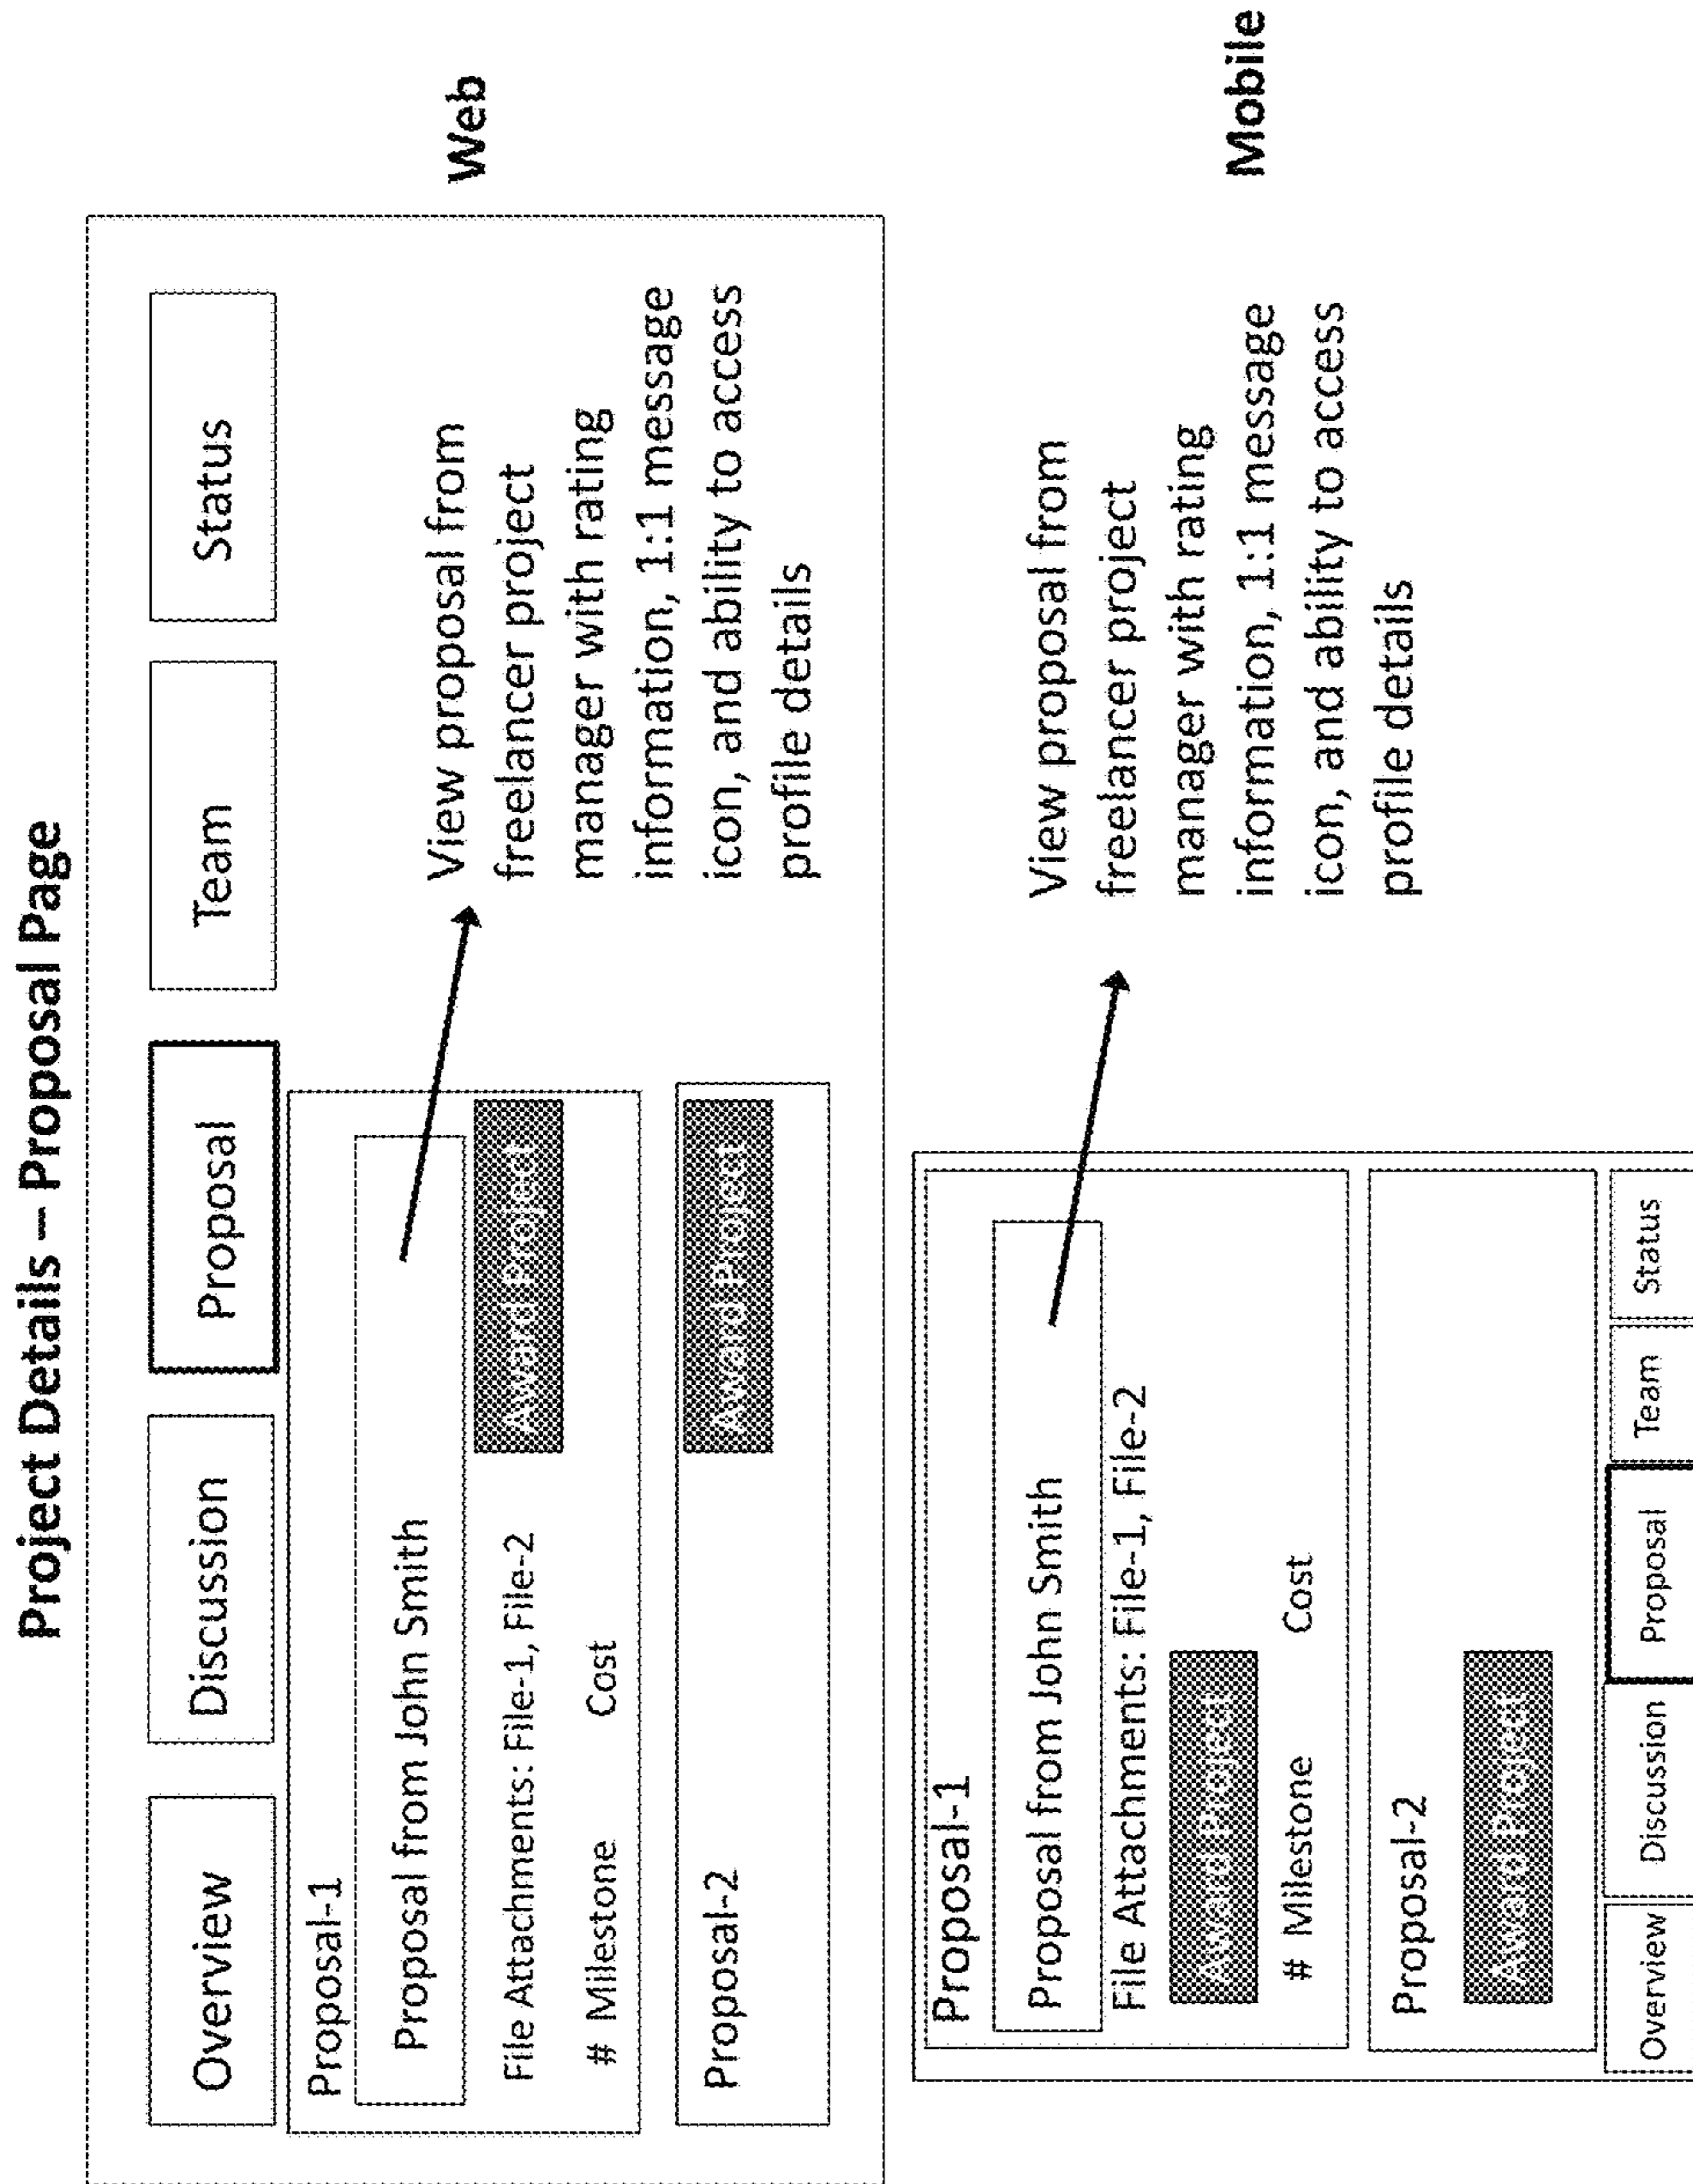 Project Details – Proposal Page
Overview
Discussion
Proposal
Team
Status
Proposal-1
Proposal from John Smith
File Attachments: File-1, File-2
Award Project
# Milestone Cost
Proposal-2
Award Project
View proposal from
freelancer project
manager with rating
information, 1:1 message
icon, and ability to access
profile details
Web
Proposal-1
Proposal from John Smith
File Attachments: File-1, File-2
Award Project
# Milestone Cost
Proposal-2
Award Project
Overview
Discussion
Proposal
Team
Status
View proposal from
freelancer project
manager with rating
information, 1:1 message
icon, and ability to access
profile details
Mobile